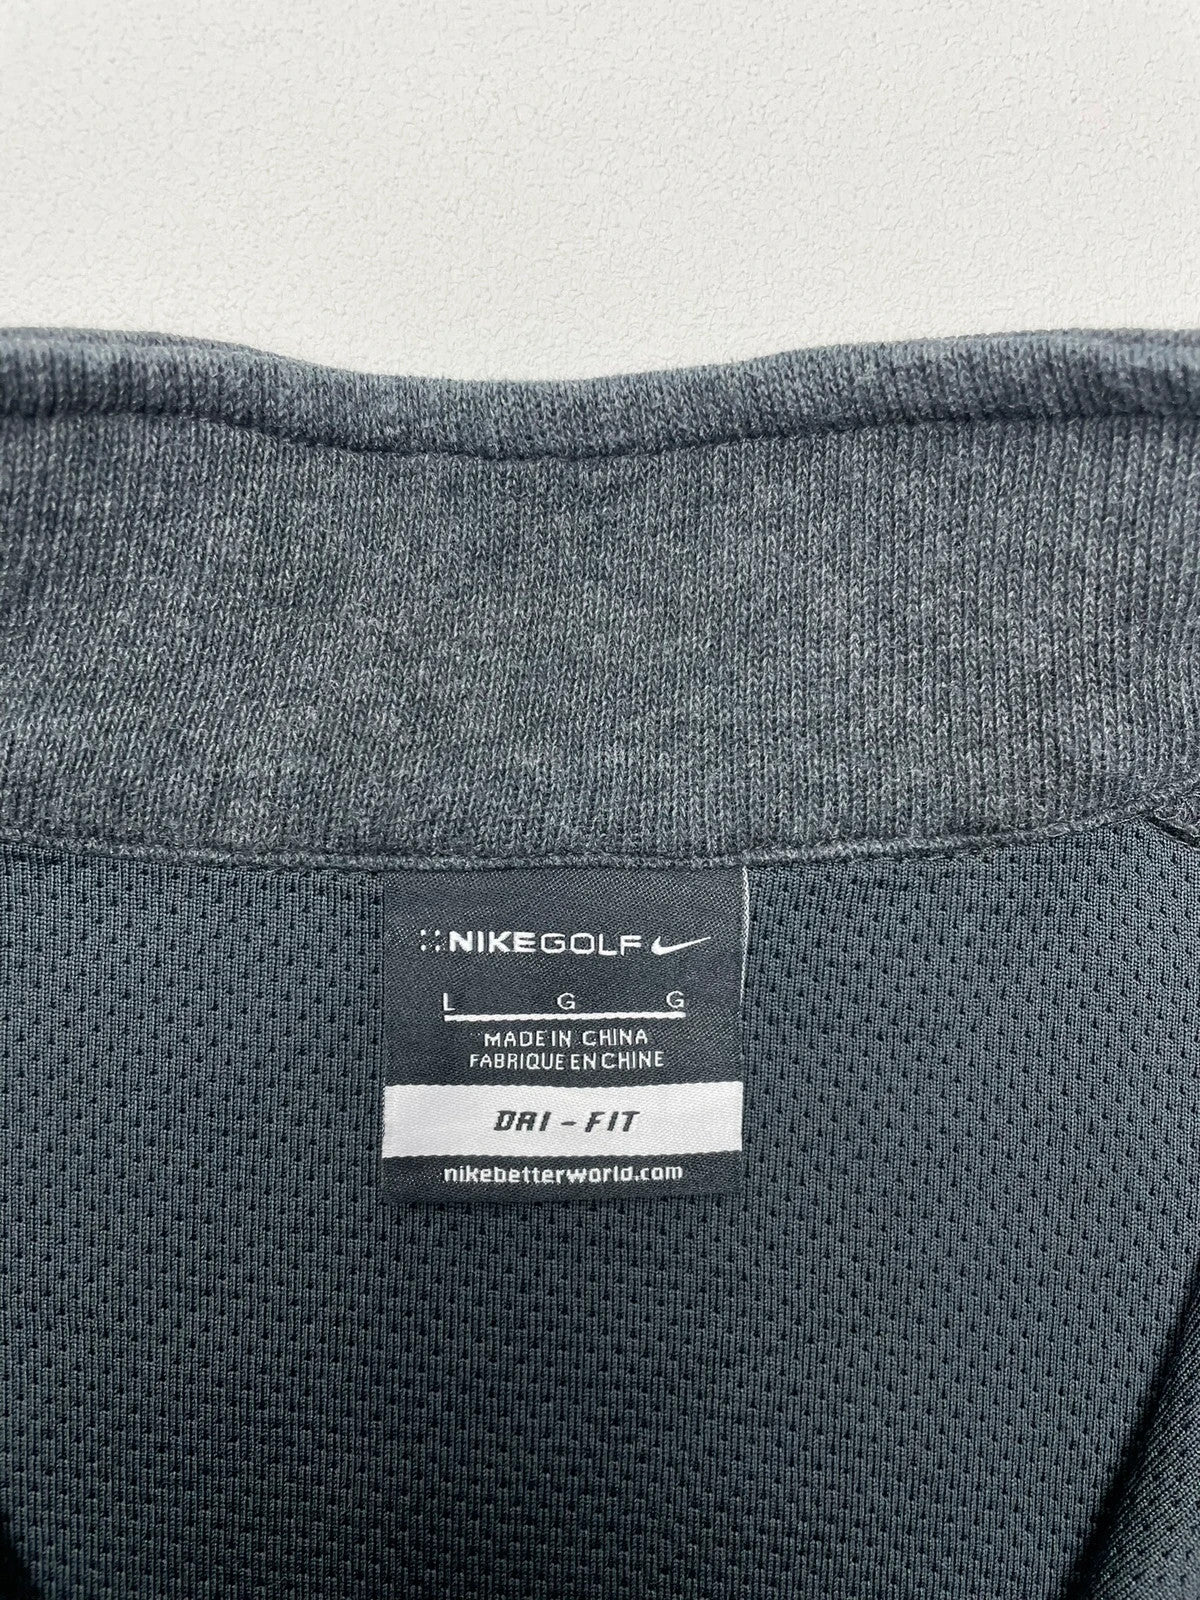 NIKEGOLF
L G G
MADE IN CHINA
FABRIQUE EN CHINE
DRI-FIT
nikebetterworld.com